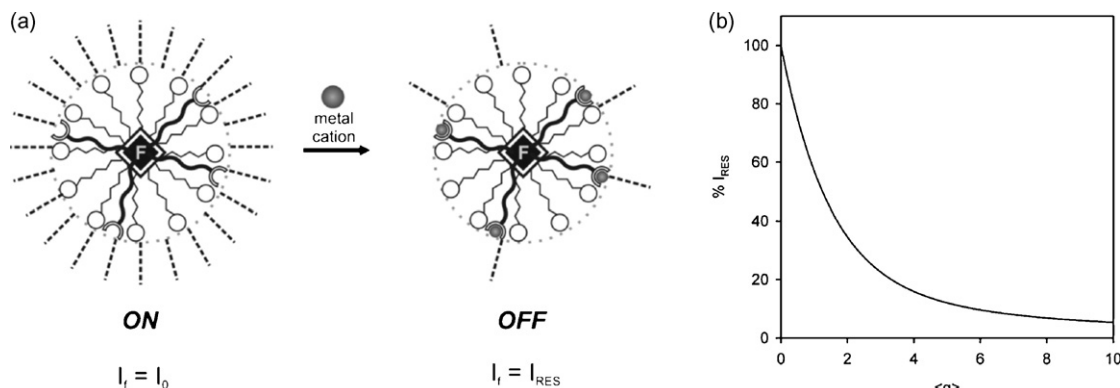 (a)
F
metal
cation
F
ON
OFF
I_f = I_0
I_f = I_RES
(b)
% I_RES
100
80
60
40
20
0
0 2 4 6 8 10